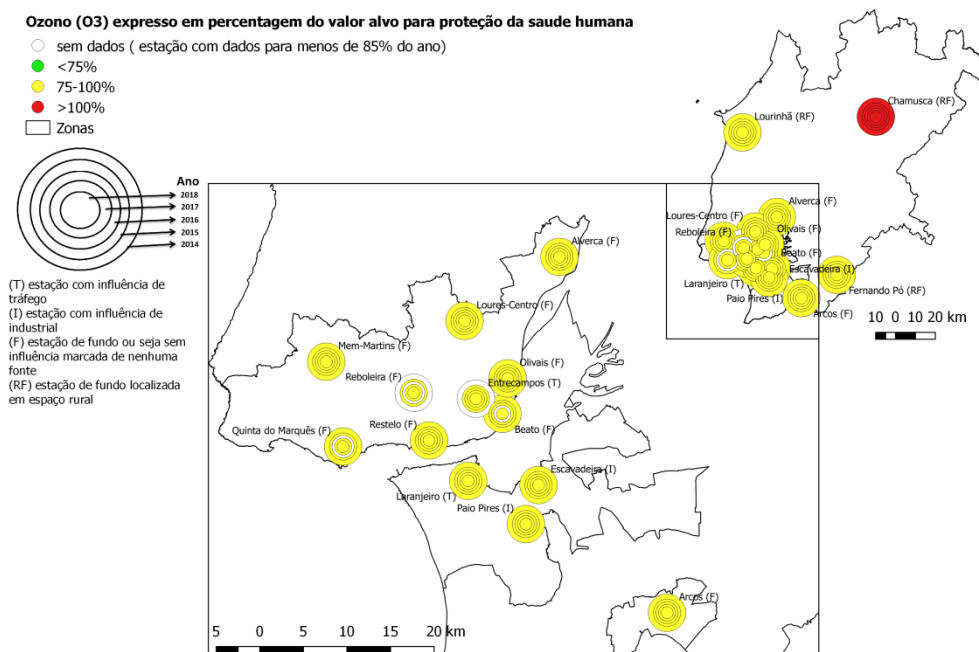 Ozono (O3) expresso em percentagem do valor alvo para proteção da saude humana
sem dados ( estação com dados para menos de 85% do ano)
<75%
75-100%
>100%
Zonas
Ano
2018
2017
2016
2015
2014
(T) estação com influência de
tráfego
(I) estação com influência de
industrial
(F) estação de fundo ou seja sem
influência marcada de nenhuma
fonte
(RF) estação de fundo localizada
em espaço rural
Chamusca (RF)
Lourinhã (RF)
Alverca (F)
Loures-Centro (F)
Olivais (F)
Reboleira (F)
Beato (F)
Escavadeira (I)
Laranjeiro (T)
Fernando Pó (RF)
Paio Pires (I)
Arcos (F)
10 0 10 20 km
Alverca (F)
Loures-Centro (F)
Mem-Martins (F)
Olivais (F)
Reboleira (F)
Entrecampos (T)
Restelo (F)
Beato (F)
Quinta do Marquês (F)
Escavadeira (I)
Laranjeiro (T)
Paio Pires (I)
Arcos (F)
5 0 5 10 15 20 km